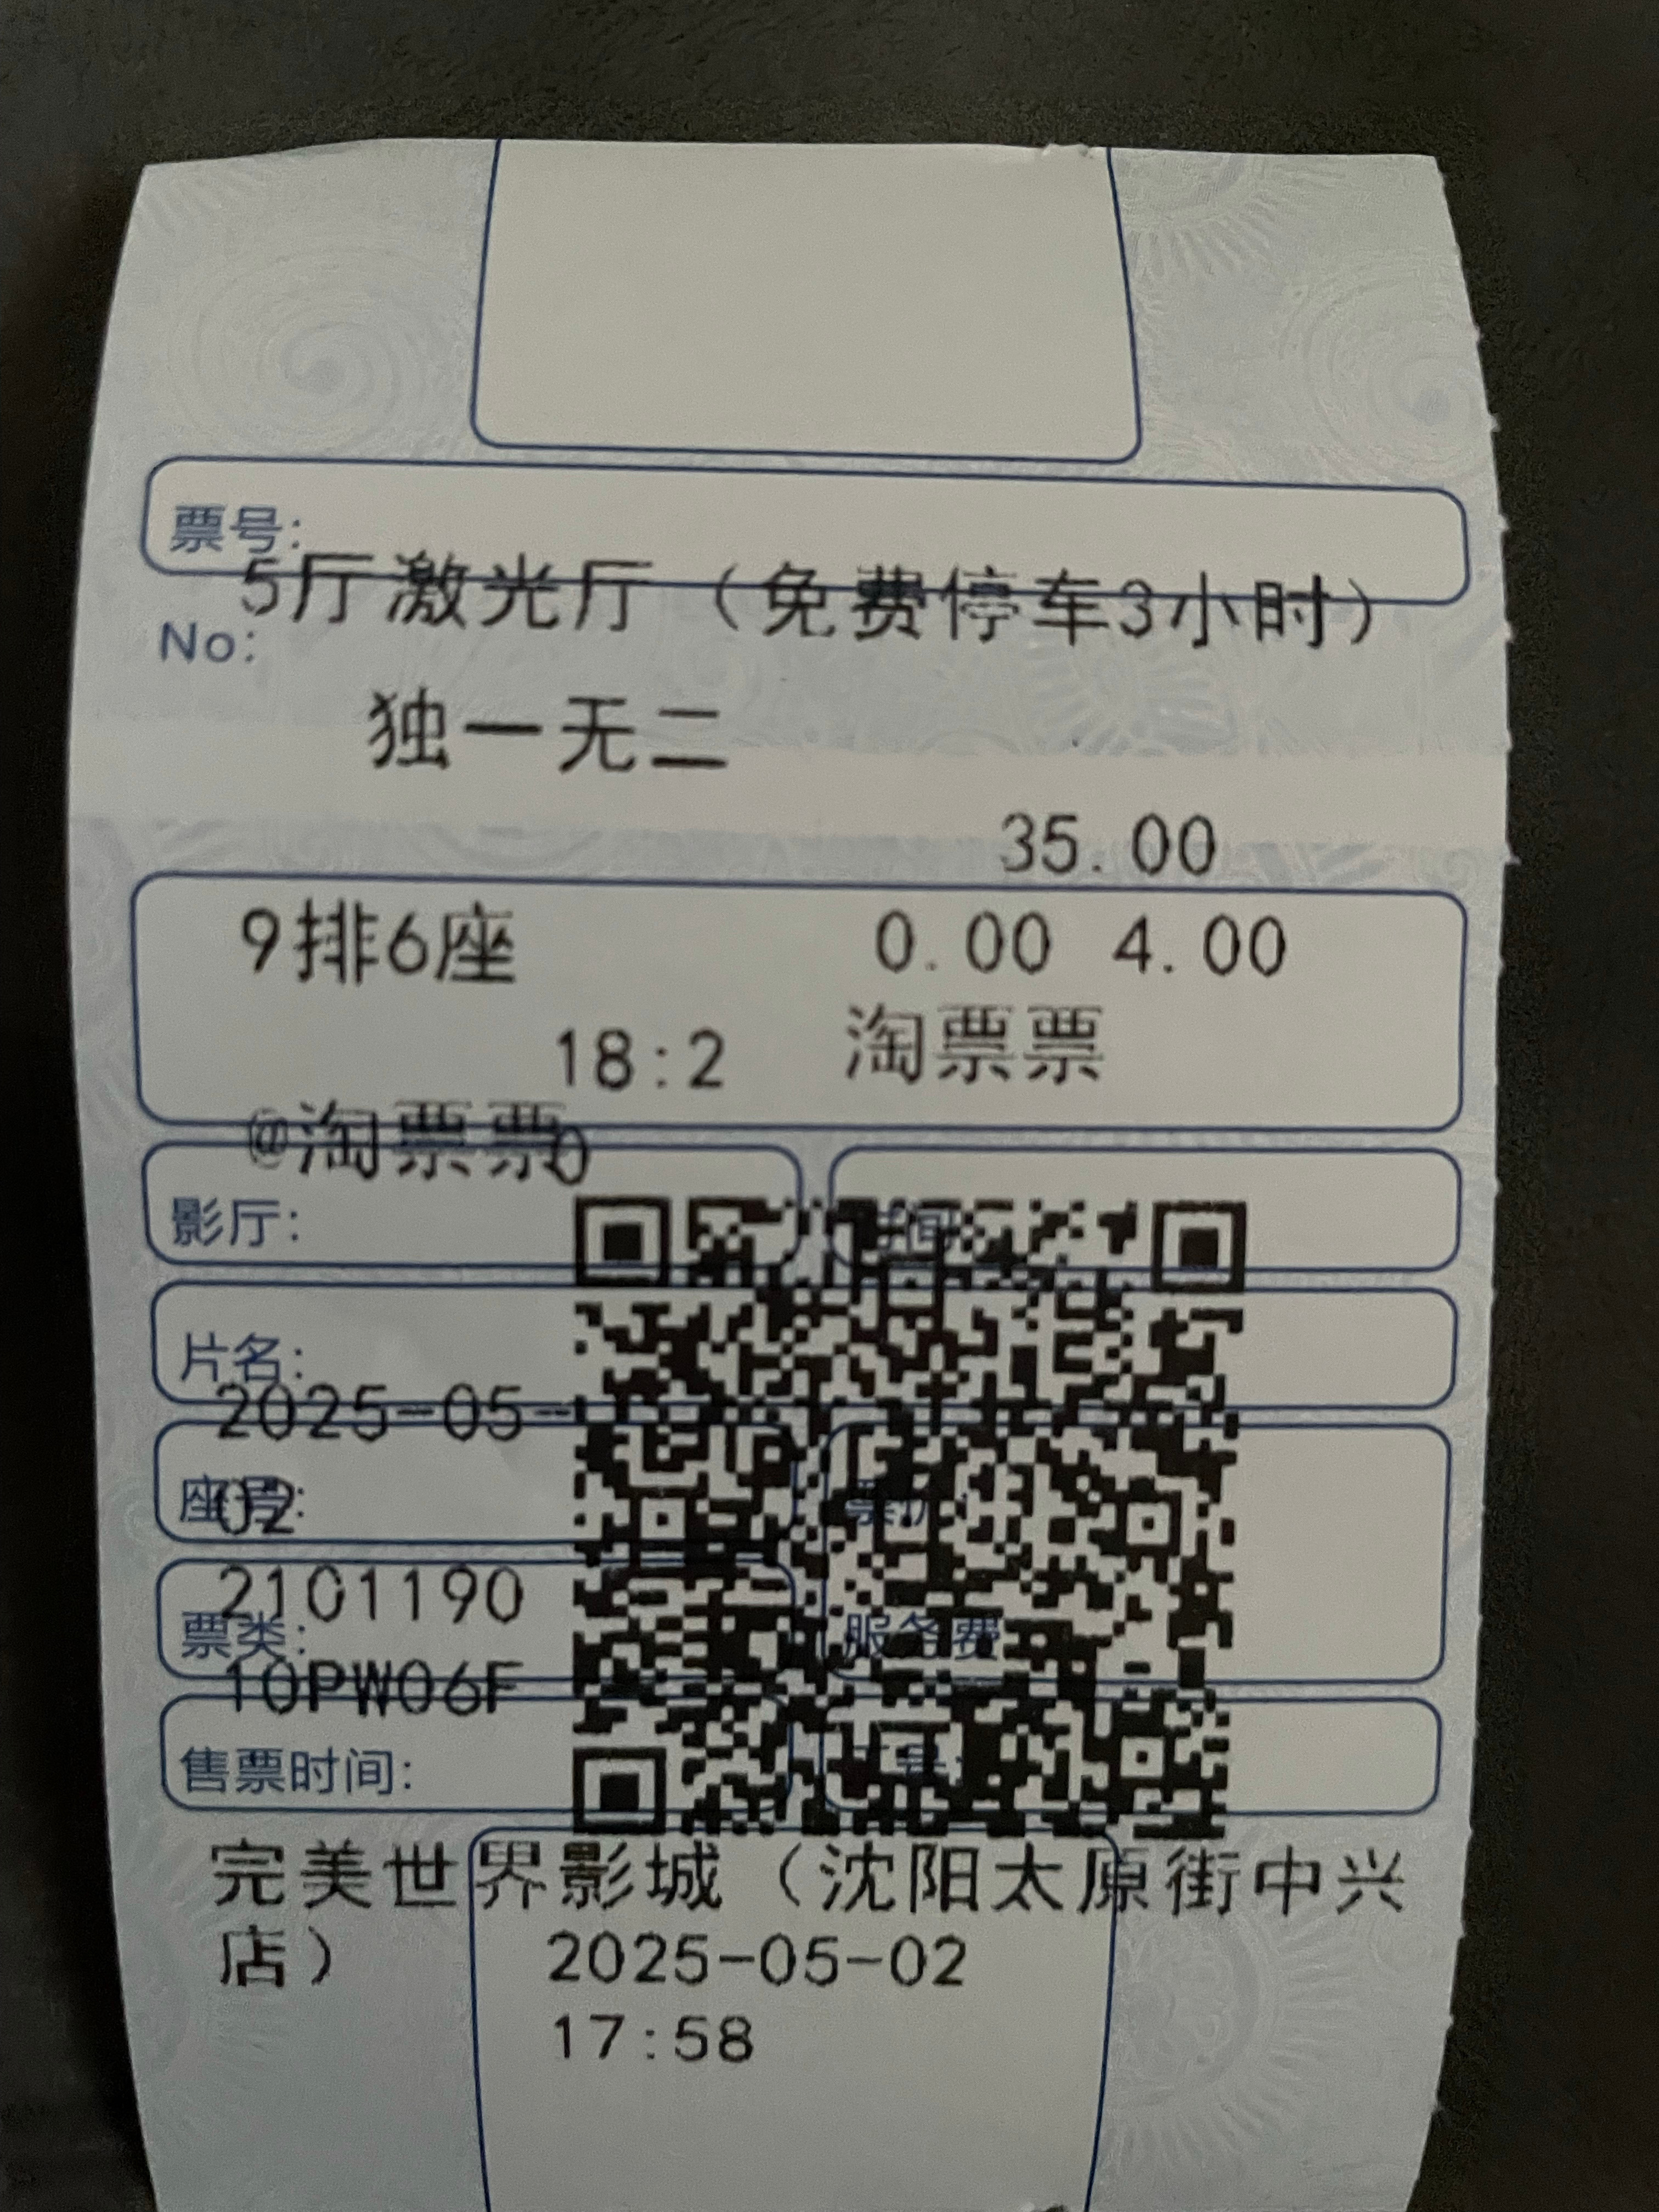 票号:
5厅激光厅（免费停车3小时）
No:
独一无二
35.00
9排6座 0.00 4.00
18:2 淘票票
@淘票票0
影厅:
片名:
2025-05-
座号:
02
2101190
票类: 服务费
10PW06F
售票时间:
完美世界影城（沈阳太原街中兴
店） 2025-05-02
17:58